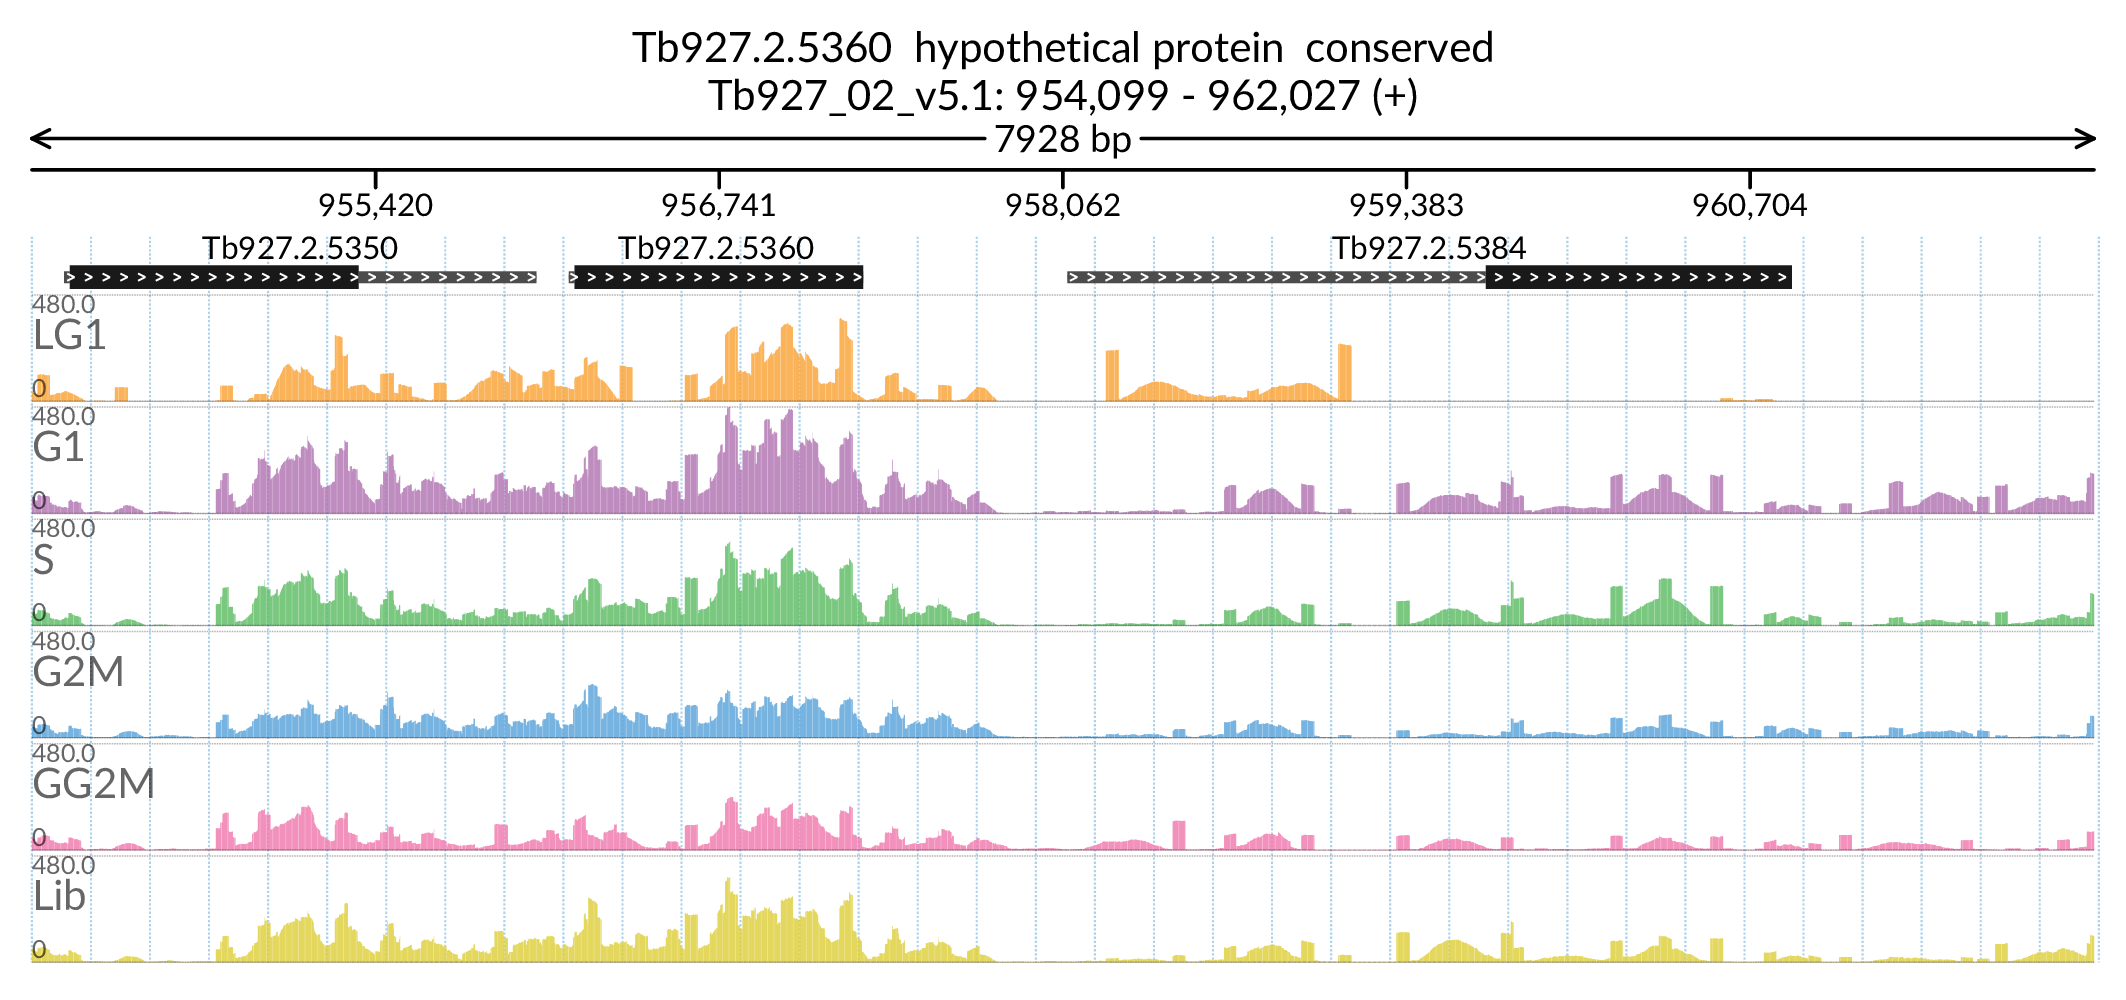 Tb927.2.5360 hypothetical protein conserved
Tb927_02_v5.1: 954,099 - 962,027 (+)
7928 bp
955,420 956,741 958,062 959,383 960,704
Tb927.2.5350 Tb927.2.5360 Tb927.2.5384
480.0
LG1
0
480.0
G1
0
480.0
S
0
480.0
G2M
0
480.0
GG2M
0
480.0
Lib
0